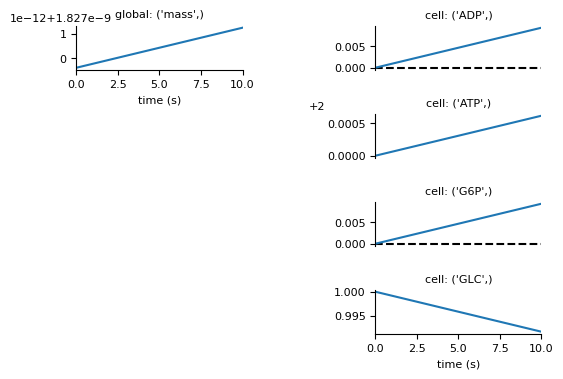 1e−12+1.827e−9
global: ('mass',)
1
0
0.0 2.5 5.0 7.5 10.0
time (s)
cell: ('ADP',)
0.005
0.000
cell: ('ATP',)
+2
0.0005
0.0000
cell: ('G6P',)
0.005
0.000
cell: ('GLC',)
1.000
0.995
0.0 2.5 5.0 7.5 10.0
time (s)